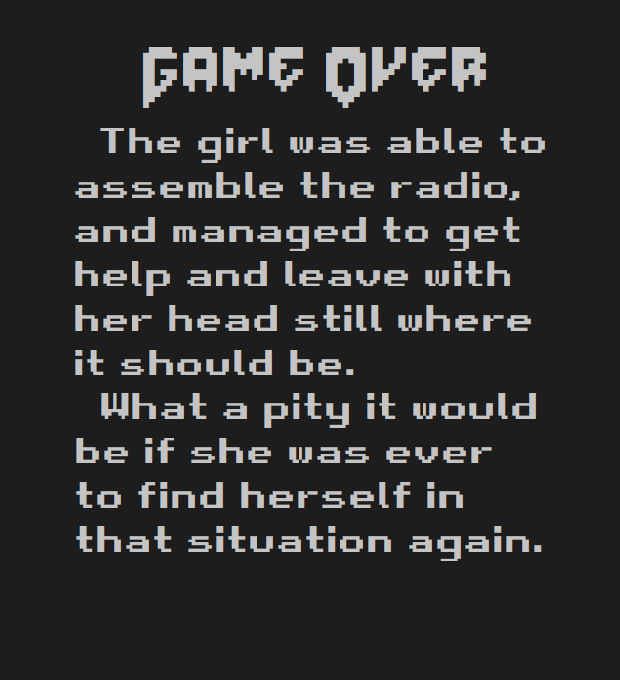 GAME OVER
The girl was able to
assemble the radio,
and managed to get
help and leave with
her head still where
it should be.
What a pity it would
be if she was ever
to find herself in
that situation again.